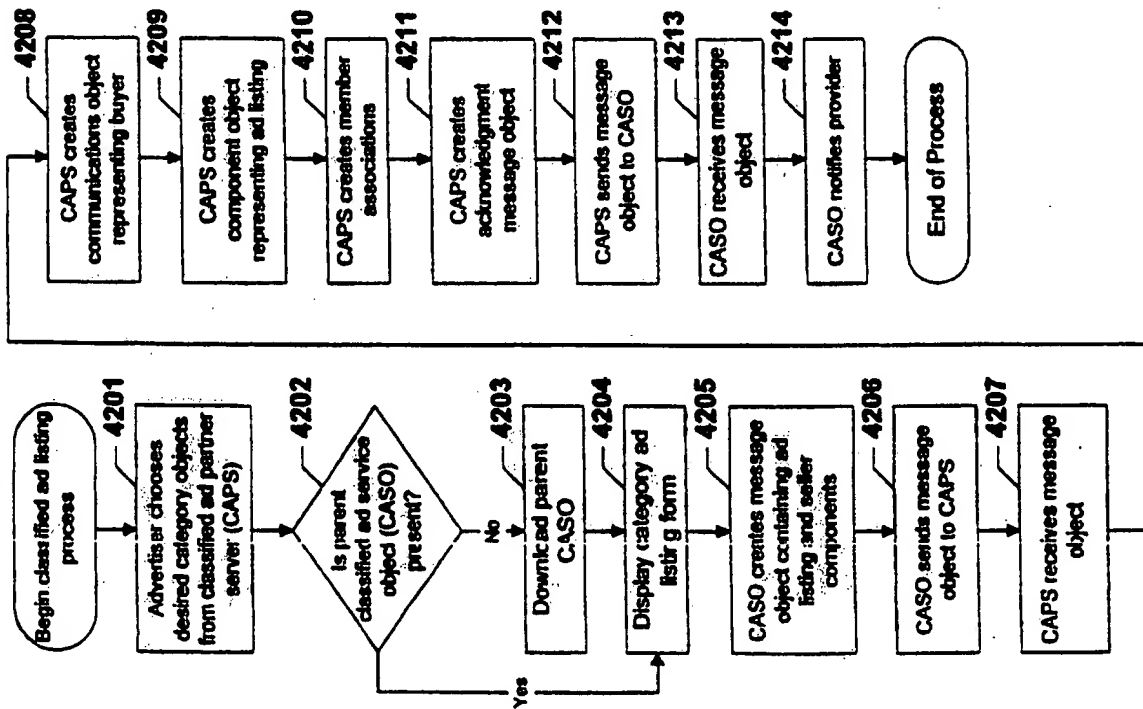 Begin classified ad listing
process
4201
Advertiser chooses
desired category objects
from classified ad partner
server (CAPS)
4202
Is parent
classified ad service
object (CASO)
present?
Yes
No
4203
Download parent
CASO
4204
Display category ad
listing form
4205
CASO creates message
object containing ad
listing and seller
components
4206
CASO sends message
object to CAPS
4207
CAPS receives message
object
4208
CAPS creates
communications object
representing buyer
4209
CAPS creates
component object
representing ad listing
4210
CAPS creates member
associations
4211
CAPS creates
acknowledgment
message object
4212
CAPS sends message
object to CASO
4213
CASO receives message
object
4214
CASO notifies provider
End of Process